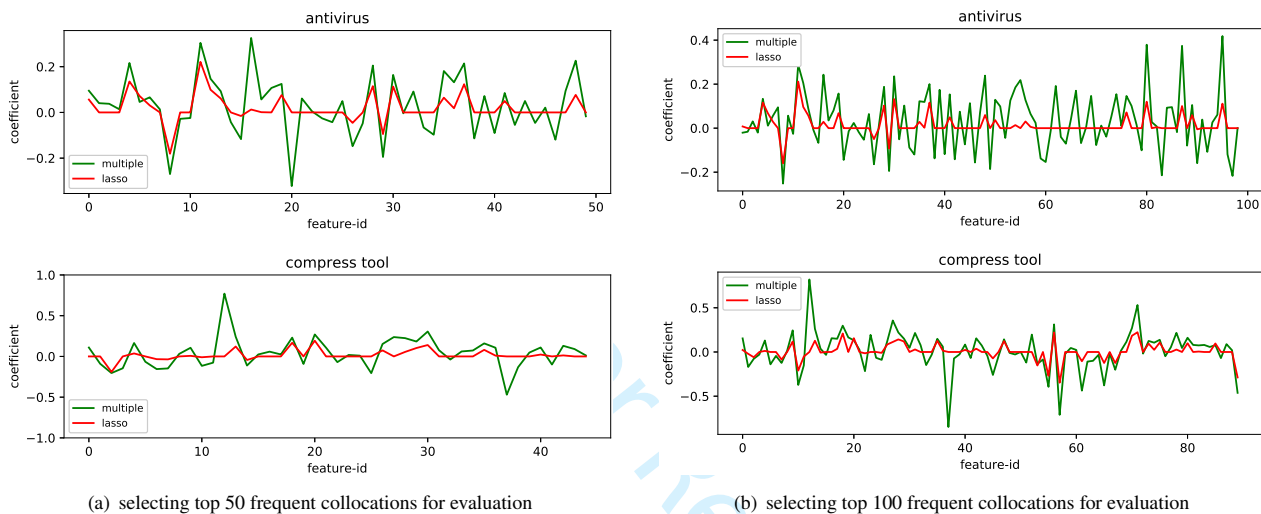 antivirus
coefficient
0.2
0.0
−0.2
multiple
lasso
0 10 20 30 40 50
feature-id
compress tool
coefficient
1.0
0.5
0.0
−0.5
−1.0
multiple
lasso
0 10 20 30 40
feature-id
(a) selecting top 50 frequent collocations for evaluation
antivirus
coefficient
0.4
0.2
0.0
−0.2
multiple
lasso
0 20 40 60 80 100
feature-id
compress tool
coefficient
0.5
0.0
−0.5
multiple
lasso
0 20 40 60 80
feature-id
(b) selecting top 100 frequent collocations for evaluation